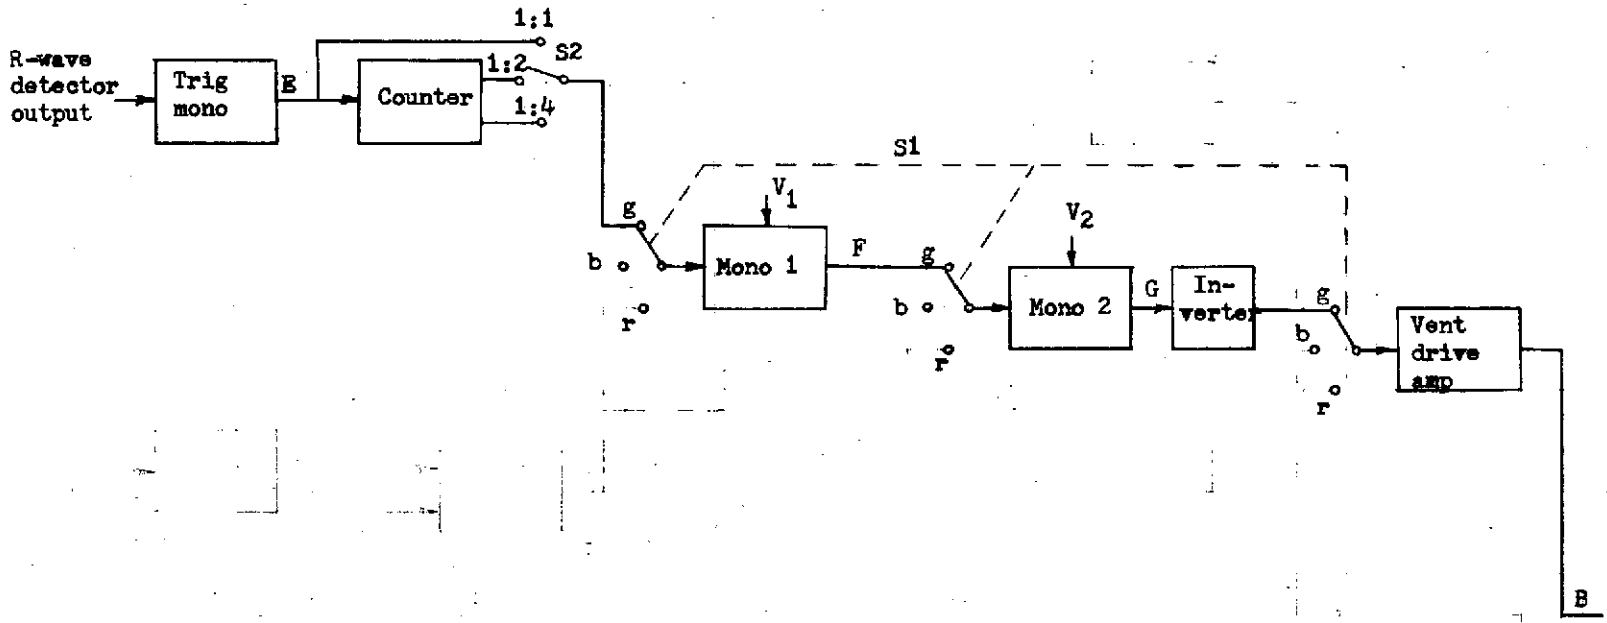 1:1
S2
R-wave
detector
output
Trig
mono
E
Counter
1:2
1:4
S1
g
b
r
V1
Mono 1
F
g
b
r
V2
Mono 2
G
In-
verter
g
b
r
Vent
drive
amp
B